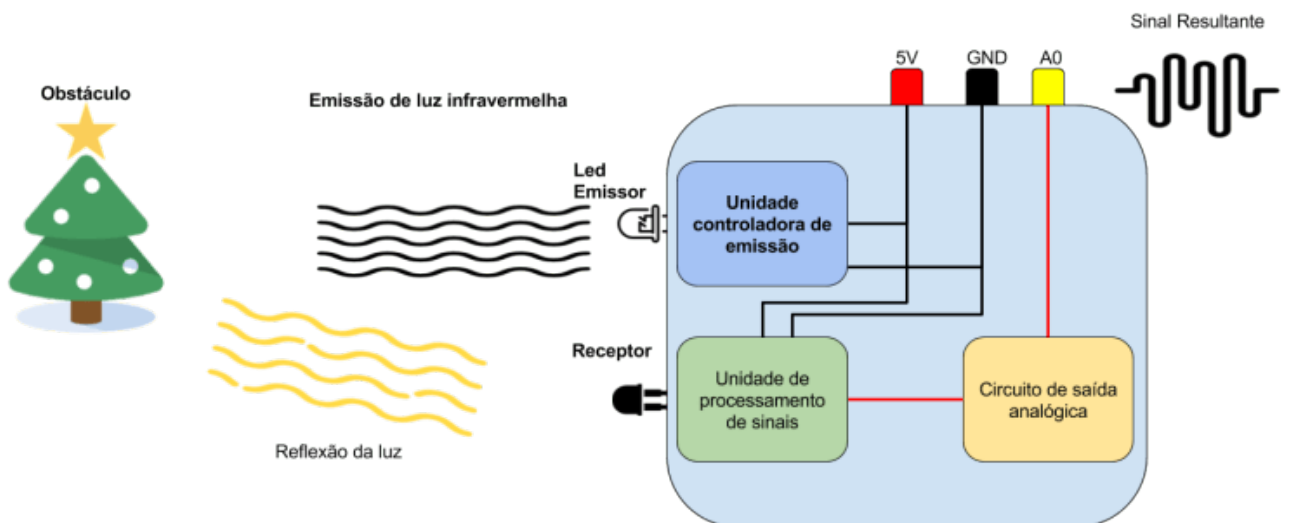 Sinal Resultante
5V
GND
A0
Obstáculo
Emissão de luz infravermelha
Led
Emissor
Unidade
controladora de
emissão
Receptor
Unidade de
processamento
de sinais
Circuito de saída
analógica
Reflexão da luz